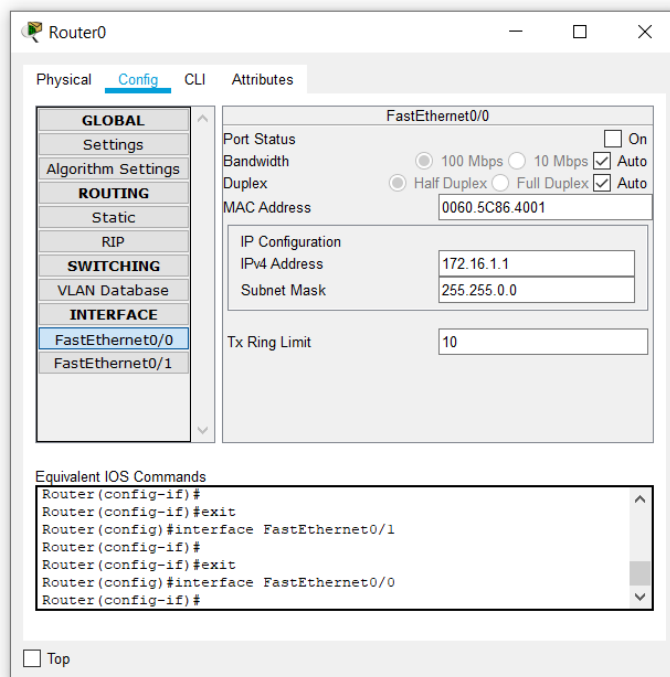 Router0
Physical Config CLI Attributes
GLOBAL
Settings
Algorithm Settings
ROUTING
Static
RIP
SWITCHING
VLAN Database
INTERFACE
FastEthernet0/0
FastEthernet0/1
FastEthernet0/0
Port Status On
Bandwidth 100 Mbps 10 Mbps Auto
Duplex Half Duplex Full Duplex Auto
MAC Address 0060.5C86.4001
IP Configuration
IPv4 Address 172.16.1.1
Subnet Mask 255.255.0.0
Tx Ring Limit 10
Equivalent IOS Commands
Router(config-if)#
Router(config-if)#exit
Router(config)#interface FastEthernet0/1
Router(config-if)#
Router(config-if)#exit
Router(config)#interface FastEthernet0/0
Router(config-if)#
Top